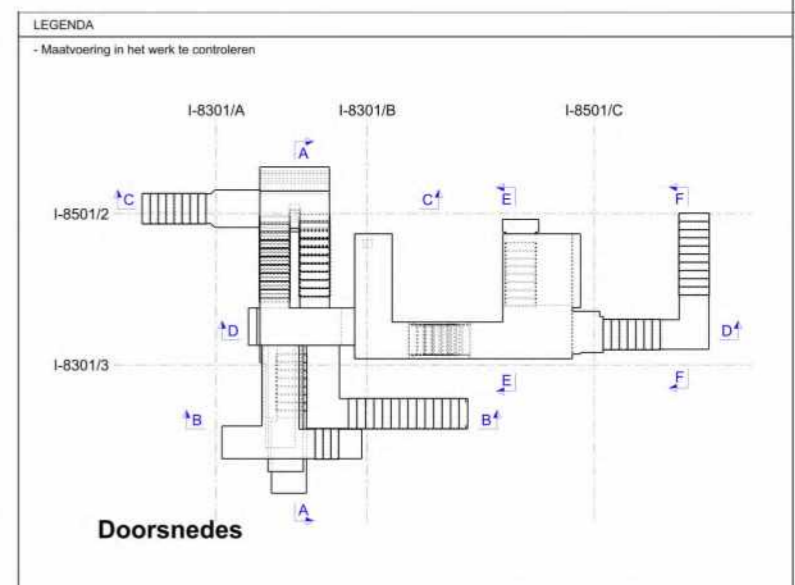 LEGENDA
- Maatvoering in het werk te controleren
I-8301/A I-8301/B I-8501/C
A
C C E F
I-8501/2
D D
I-8301/3
E F
B B
A
Doorsnedes